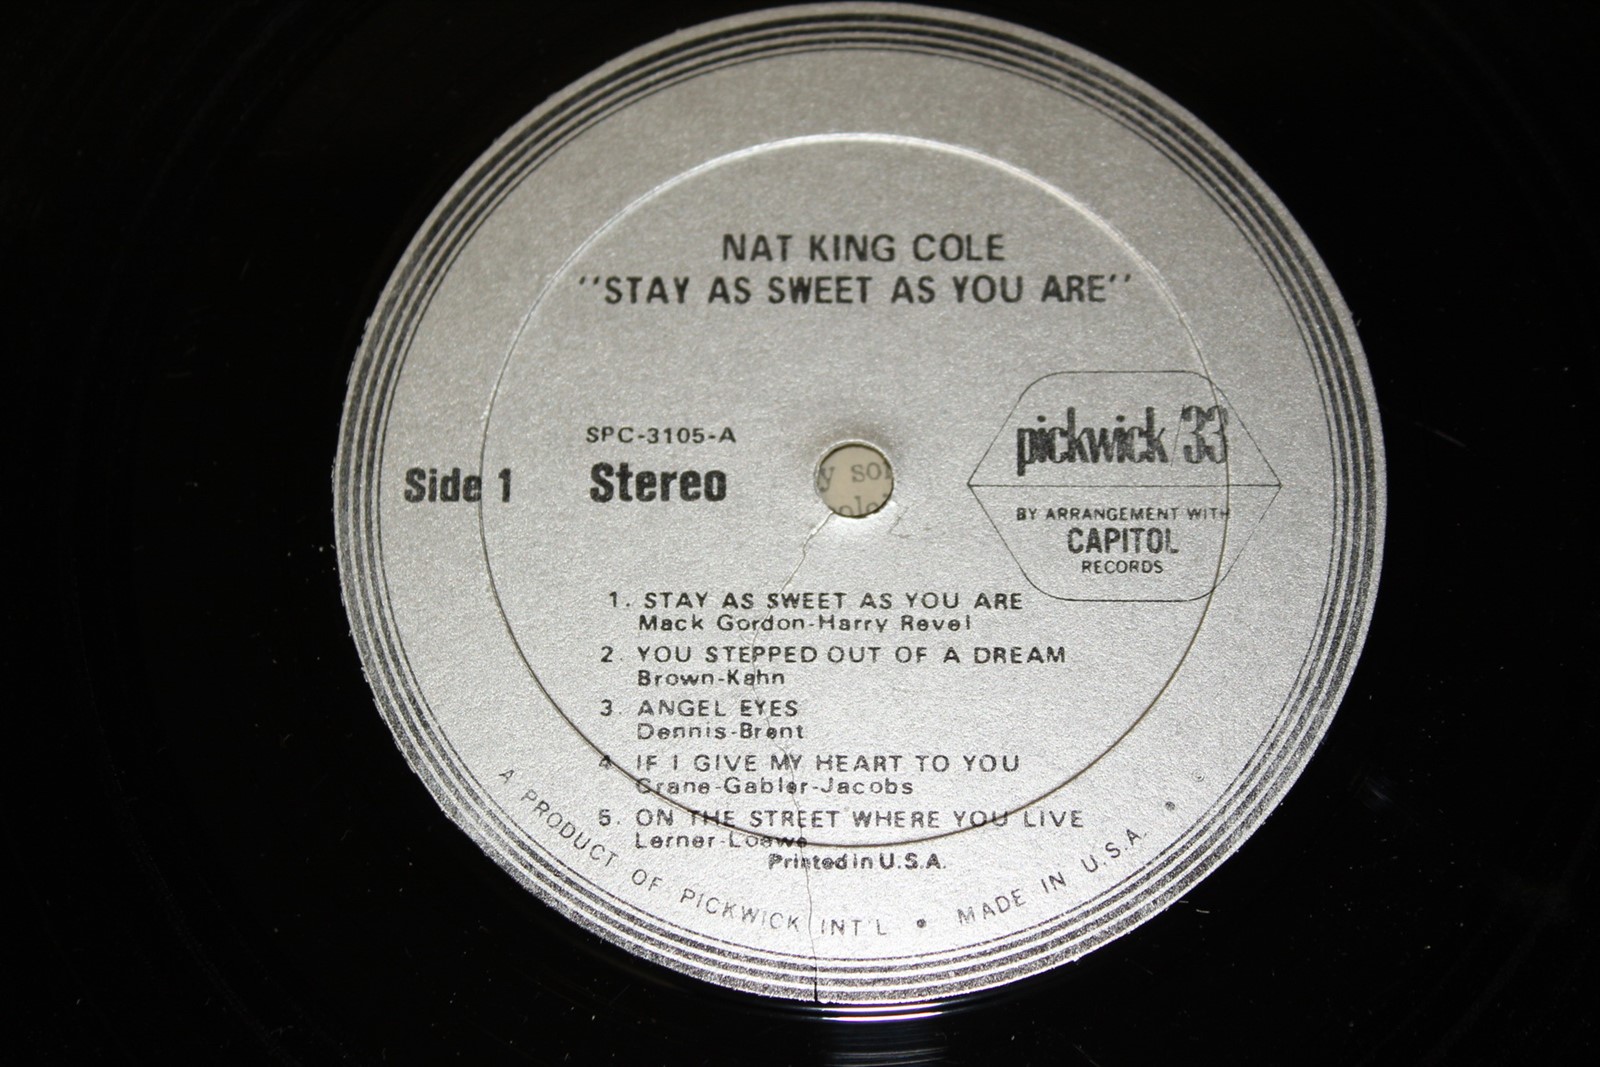 NAT KING COLE
"STAY AS SWEET AS YOU ARE"
SPC-3105-A
Side 1
Stereo
pickwick/33
BY ARRANGEMENT WITH
CAPITOL
RECORDS
1. STAY AS SWEET AS YOU ARE
Mack Gordon-Harry Revel
2. YOU STEPPED OUT OF A DREAM
Brown-Kahn
3. ANGEL EYES
Dennis-Brent
4. IF I GIVE MY HEART TO YOU
Crane-Gabler-Jacobs
5. ON THE STREET WHERE YOU LIVE
Lerner-Loewe
Printed in U.S.A.
A PRODUCT OF PICKWICK INT'L • MADE IN U.S.A. •